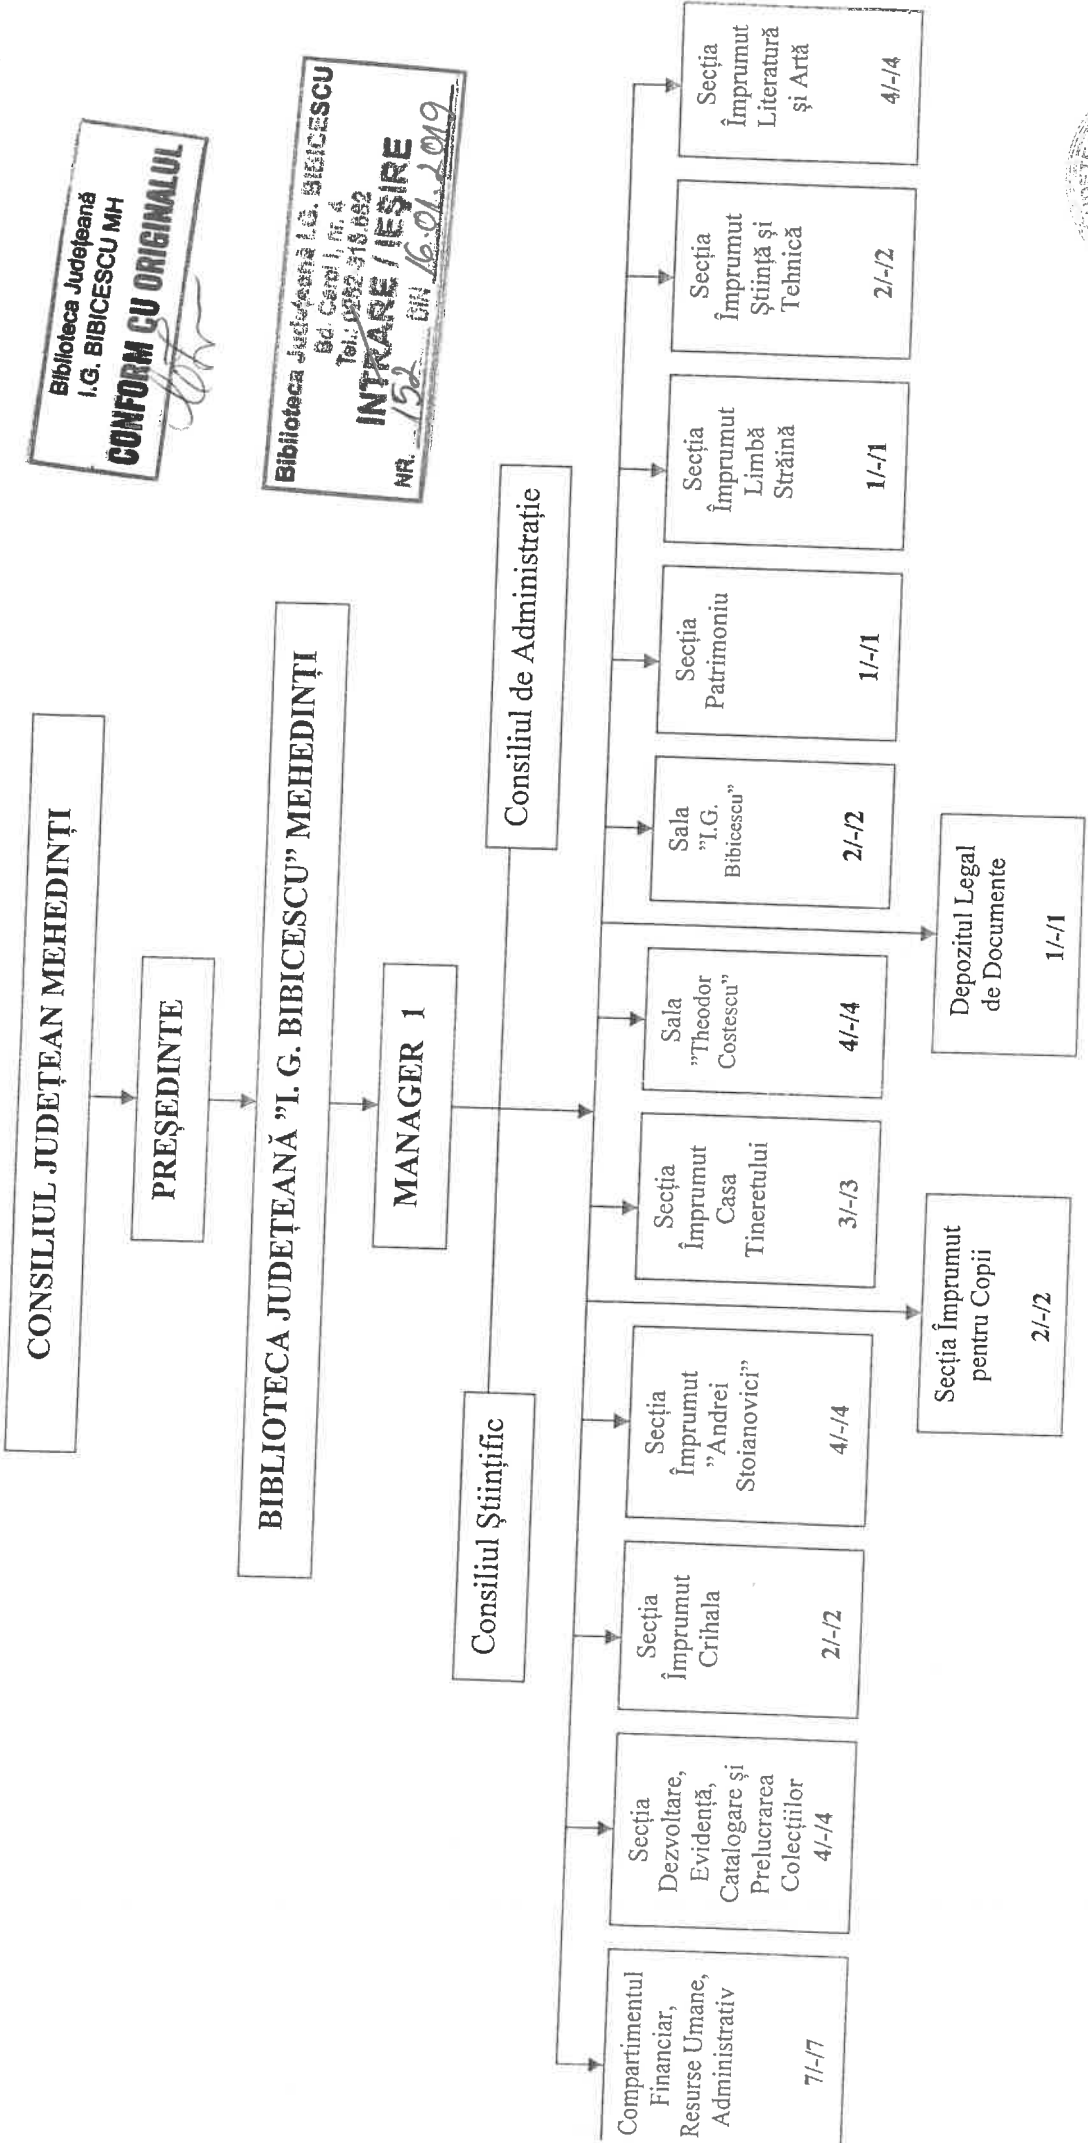 Biblioteca Județeană
I.G. BIBICESCU MH
CONFORM CU ORIGINALUL
Biblioteca Județeană I.G. BIBICESCU
Bd. Carol I, nr. 4
INTRARE / IEȘIRE
NR. 152 DIN 16.01.2019
CONSILIUL JUDEȚEAN MEHEDINȚI
PREȘEDINTE
BIBLIOTECA JUDEȚEANĂ ”I. G. BIBICESCU” MEHEDINȚI
MANAGER 1
Consiliul Științific
Consiliul de Administrație
Compartimentul
Financiar,
Resurse Umane,
Administrativ
7/-/7
Secția
Dezvoltare,
Evidență,
Catalogare și
Prelucrarea
Colecțiilor
4/-/4
Secția
Împrumut
Crihala
2/-/2
Secția
Împrumut
”Andrei
Stoianovici”
4/-/4
Secția
Împrumut
Casa
Tineretului
3/-/3
Sala
”Theodor
Costescu”
4/-/4
Sala
”I.G.
Bibicescu”
2/-/2
Secția
Patrimoniu
1/-/1
Secția
Împrumut
Limbă
Străină
1/-/1
Secția
Împrumut
Știință și
Tehnică
2/-/2
Secția
Împrumut
Literatură
și Artă
4/-/4
Secția Împrumut
pentru Copii
2/-/2
Depozitul Legal
de Documente
1/-/1